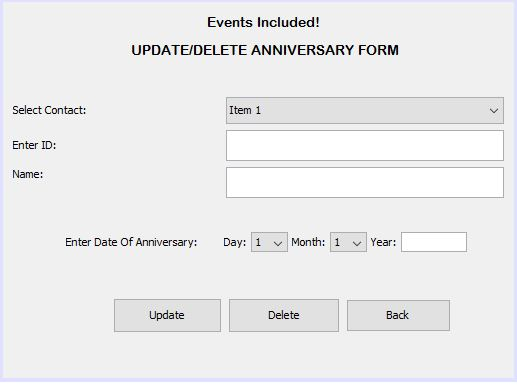 Events Included!
UPDATE/DELETE ANNIVERSARY FORM
Select Contact: Item 1
Enter ID:
Name:
Enter Date Of Anniversary: Day: 1 Month: 1 Year:
Update Delete Back